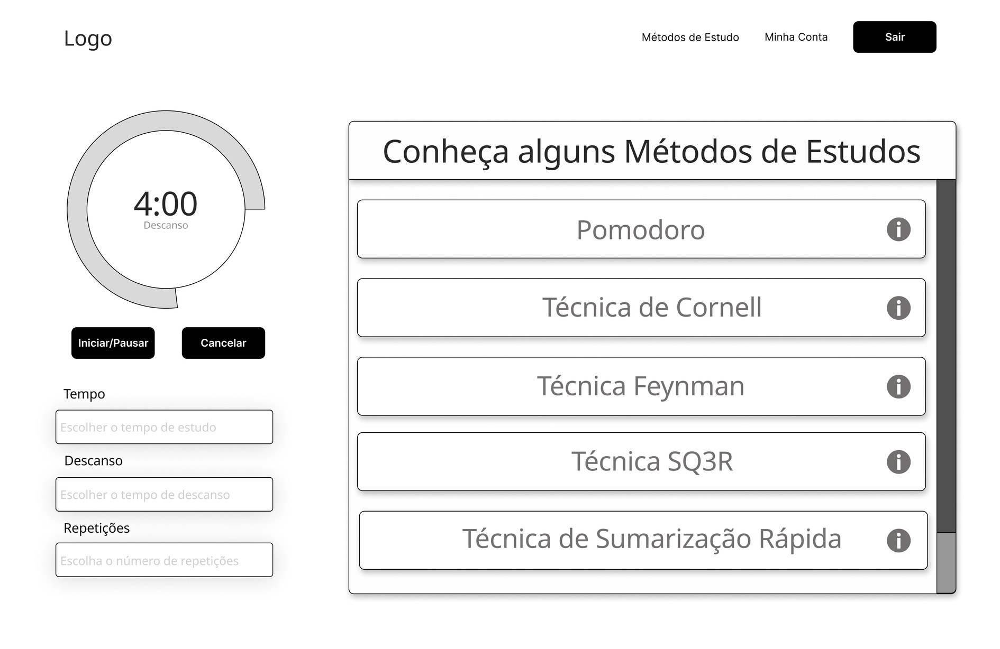 Logo
Métodos de Estudo
Minha Conta
Sair
4:00
Descanso
Iniciar/Pausar
Cancelar
Tempo
Escolher o tempo de estudo
Descanso
Escolher o tempo de descanso
Repetições
Escolha o número de repetições
Conheça alguns Métodos de Estudos
Pomodoro
Técnica de Cornell
Técnica Feynman
Técnica SQ3R
Técnica de Sumarização Rápida